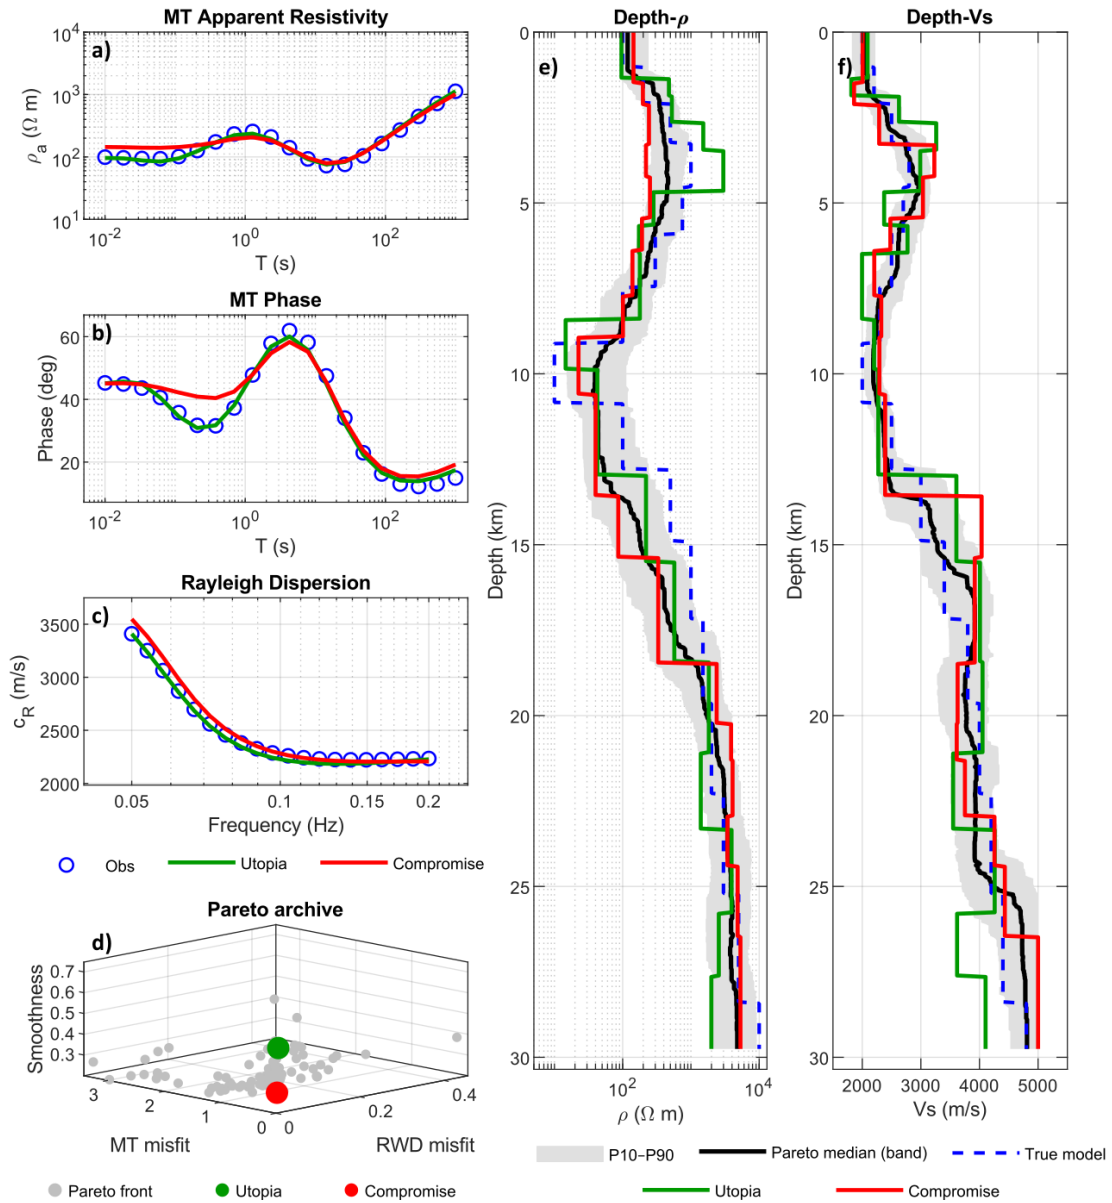 MT Apparent Resistivity
a)
ρa (Ω m)
10^4
10^3
10^2
10^1
10^-2
10^0
10^2
T (s)
MT Phase
b)
Phase (deg)
60
40
20
10^-2
10^0
10^2
T (s)
Rayleigh Dispersion
c)
cR (m/s)
3500
3000
2500
2000
0.05
0.1
0.15
0.2
Frequency (Hz)
Obs
Utopia
Compromise
Pareto archive
d)
Smoothness
0.7
0.6
0.5
0.4
0.3
3
2
1
0
0
0.2
0.4
MT misfit
RWD misfit
Pareto front
Utopia
Compromise
Depth-ρ
e)
Depth (km)
0
5
10
15
20
25
30
10^2
10^4
ρ (Ω m)
Depth-Vs
f)
Depth (km)
0
5
10
15
20
25
30
2000
3000
4000
5000
Vs (m/s)
P10–P90
Pareto median (band)
True model
Utopia
Compromise